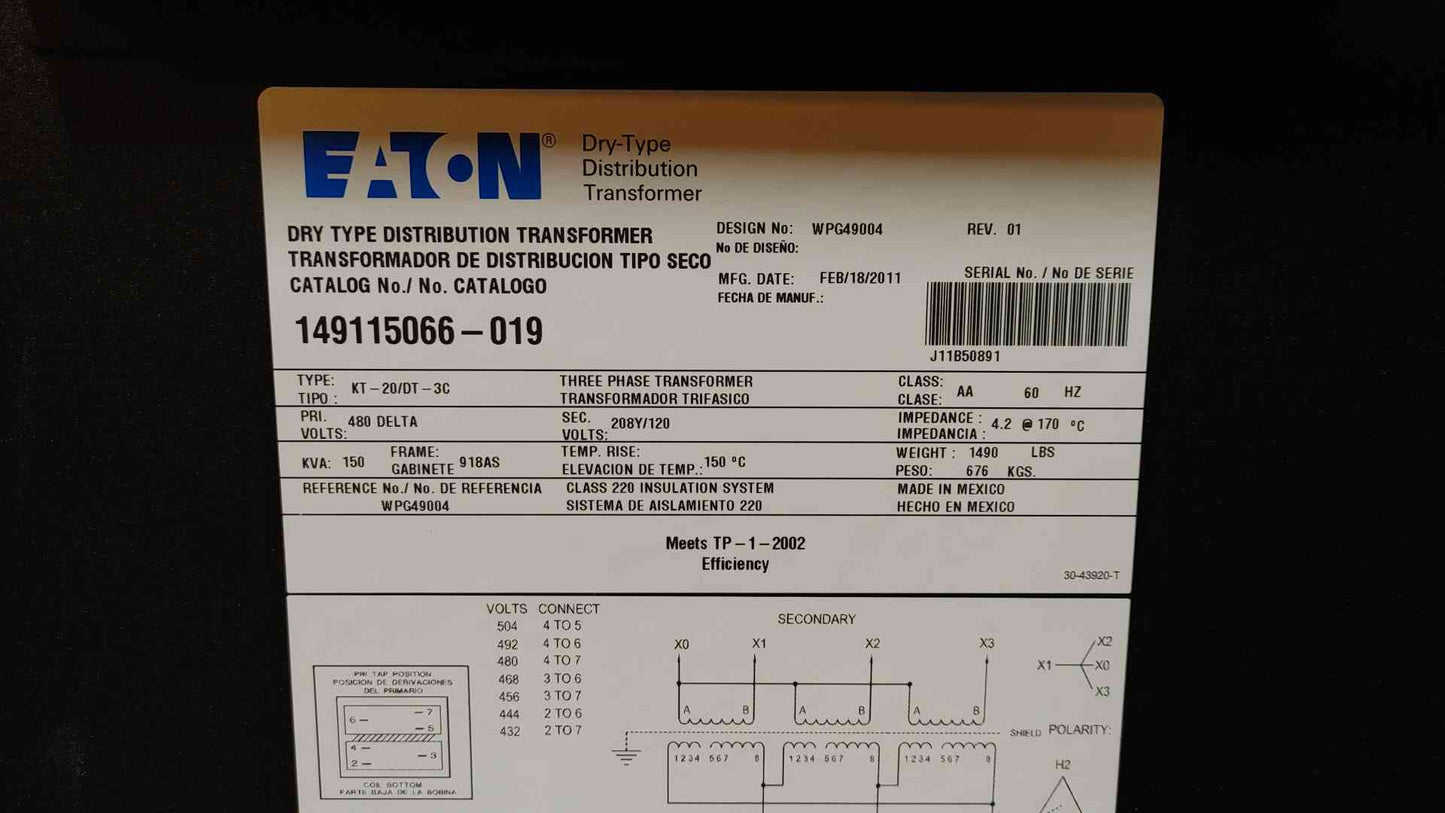 EATON®
Dry-Type
Distribution
Transformer
DRY TYPE DISTRIBUTION TRANSFORMER
TRANSFORMADOR DE DISTRIBUCION TIPO SECO
CATALOG No./ No. CATALOGO
149115066-019
DESIGN No: WPG49004 REV. 01
No DE DISEÑO:
MFG. DATE: FEB/18/2011
FECHA DE MANUF.:
SERIAL No. / No DE SERIE
J11B50891
TYPE: KT-20/DT-3C
TIPO :
THREE PHASE TRANSFORMER
TRANSFORMADOR TRIFASICO
CLASS: AA 60 HZ
CLASE:
PRI. 480 DELTA
VOLTS:
SEC. 208Y/120
VOLTS:
IMPEDANCE : 4.2 @ 170 ºC
IMPEDANCIA :
KVA: 150
FRAME: 918AS
GABINETE
TEMP. RISE: 150 ºC
ELEVACION DE TEMP.:
WEIGHT : 1490 LBS
PESO: 676 KGS.
REFERENCE No./ No. DE REFERENCIA
WPG49004
CLASS 220 INSULATION SYSTEM
SISTEMA DE AISLAMIENTO 220
MADE IN MEXICO
HECHO EN MEXICO
Meets TP-1-2002
Efficiency
30-43920-T
PRI TAP POSITION
POSICION DE DERIVACIONES
DEL PRIMARIO
7
6
5
4
3
2
COIL BOTTOM
PARTE BAJA DE LA BOBINA
VOLTS CONNECT
504 4 TO 5
492 4 TO 6
480 4 TO 7
468 3 TO 6
456 3 TO 7
444 2 TO 6
432 2 TO 7
SECONDARY
X0 X1 X2 X3
A B A B A B
SHIELD
1234 567 8 1234 567 8 1234 567 8
X2
X1 X0
X3
POLARITY:
H2